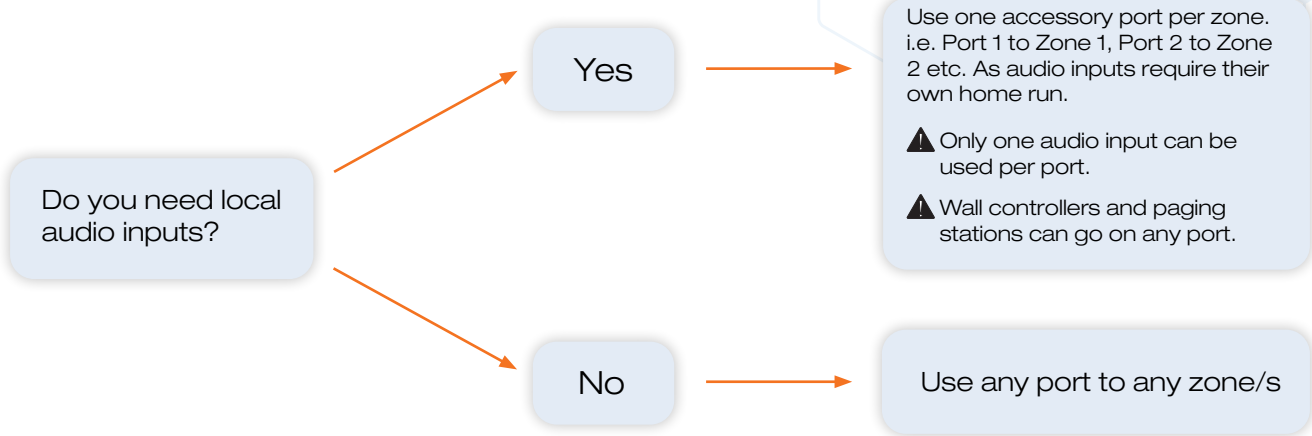 Do you need local
audio inputs?
Yes
Use one accessory port per zone.
i.e. Port 1 to Zone 1, Port 2 to Zone
2 etc. As audio inputs require their
own home run.
Only one audio input can be
used per port.
Wall controllers and paging
stations can go on any port.
No
Use any port to any zone/s